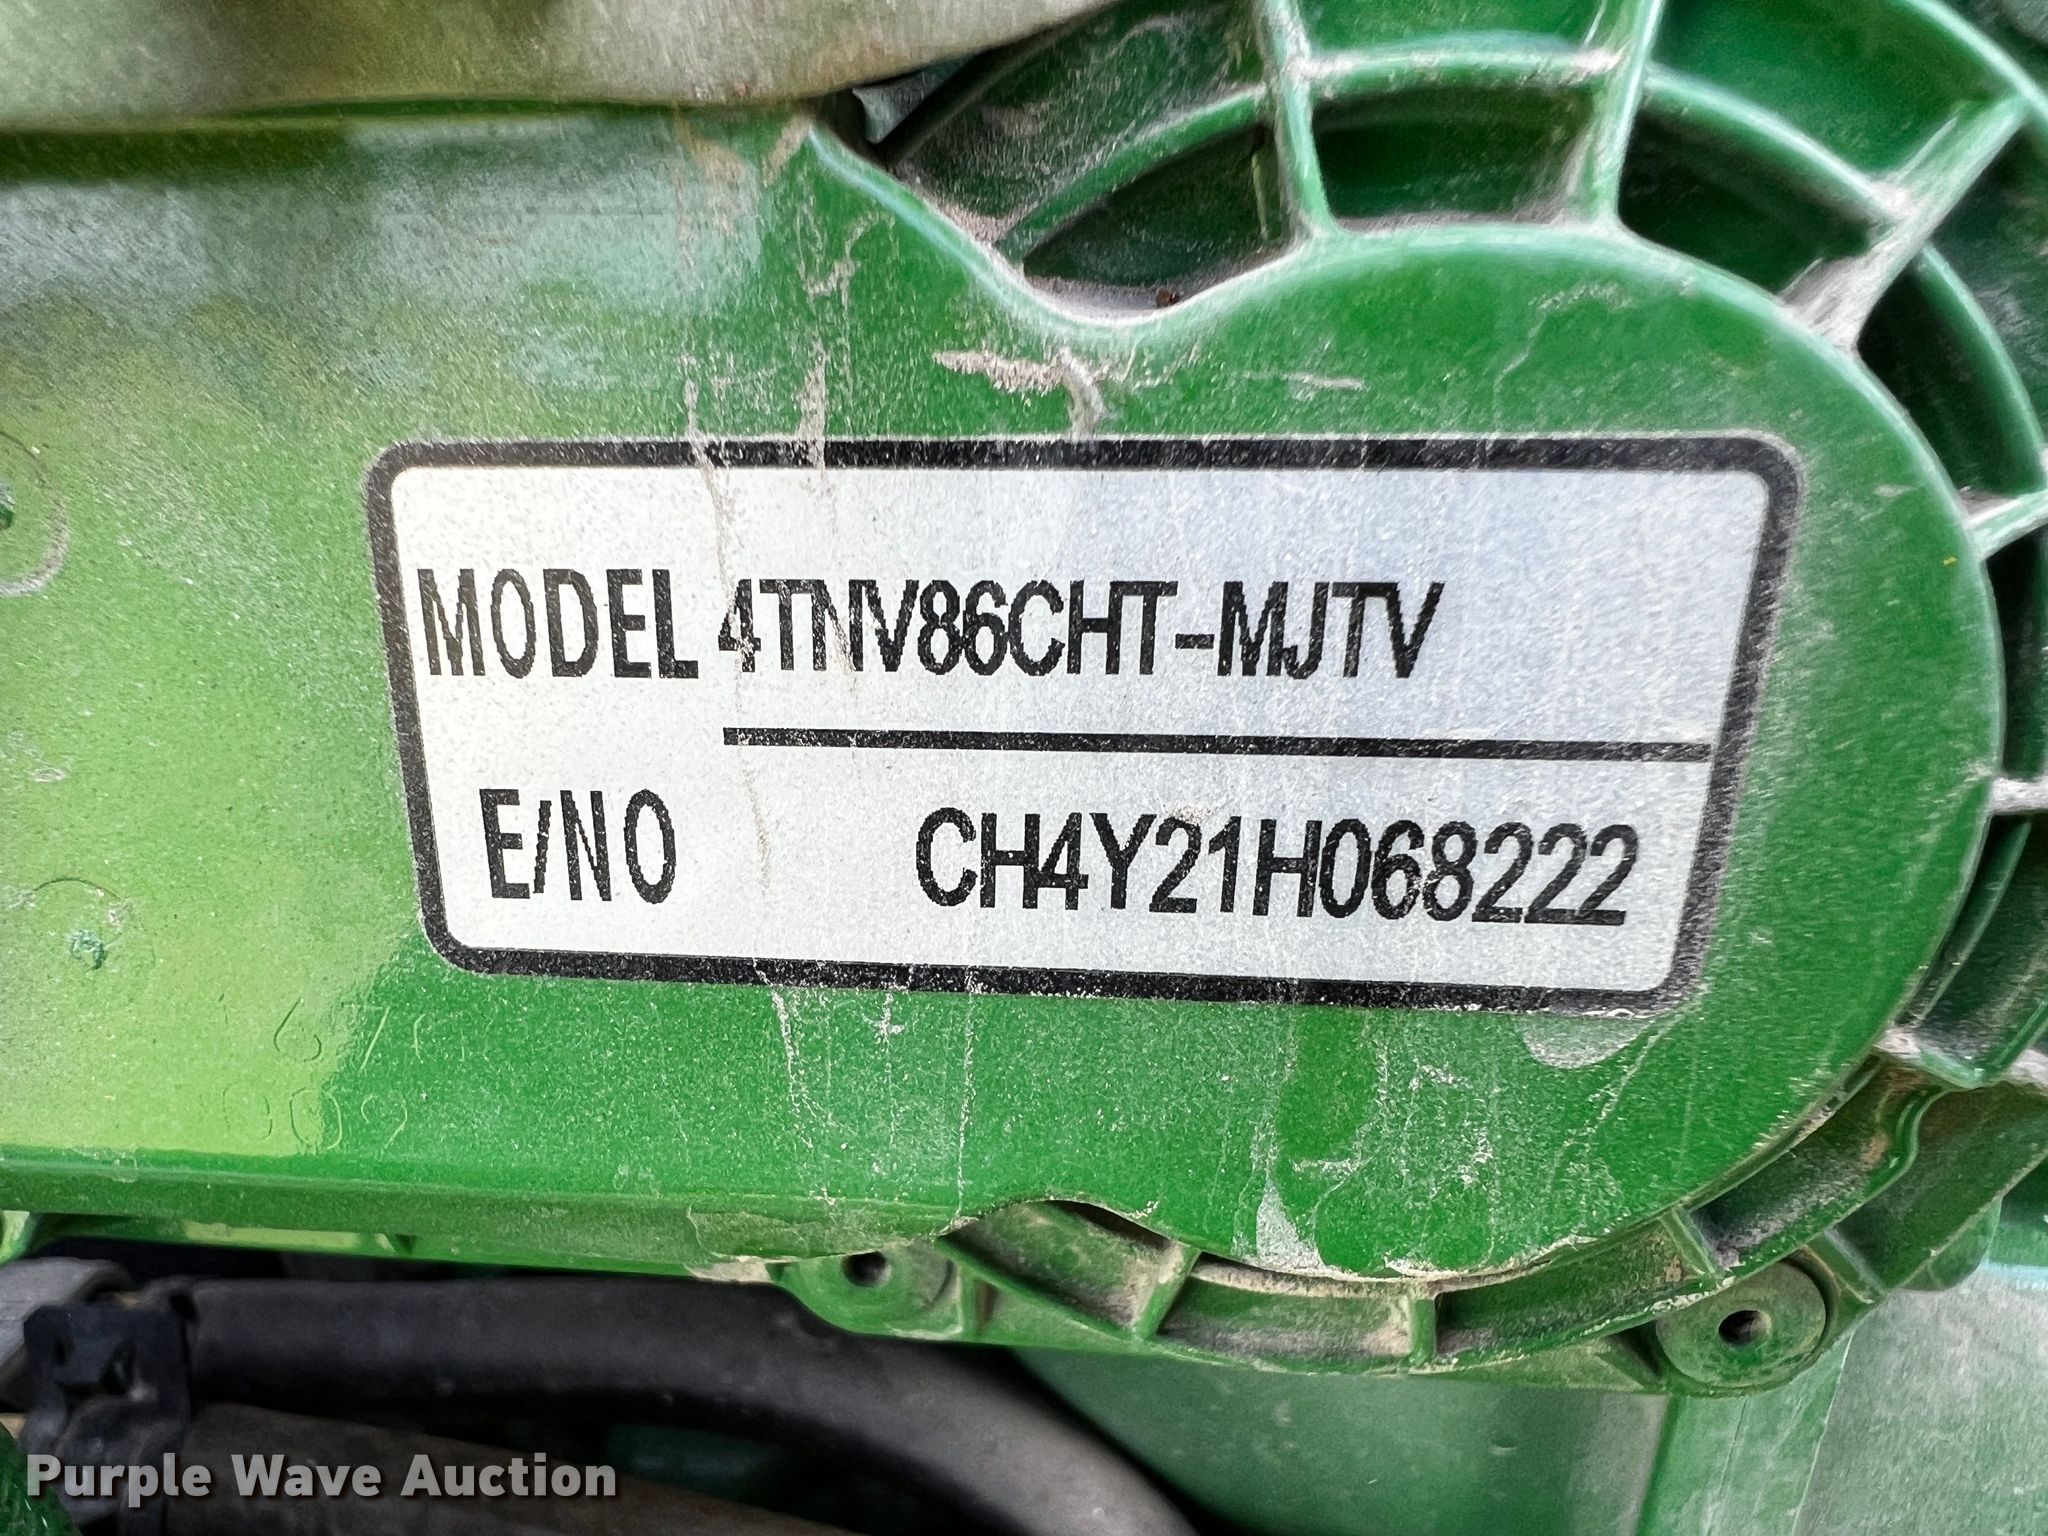 MODEL 4TNV86CHT-MJTV
E/NO CH4Y21H068222
Purple Wave Auction